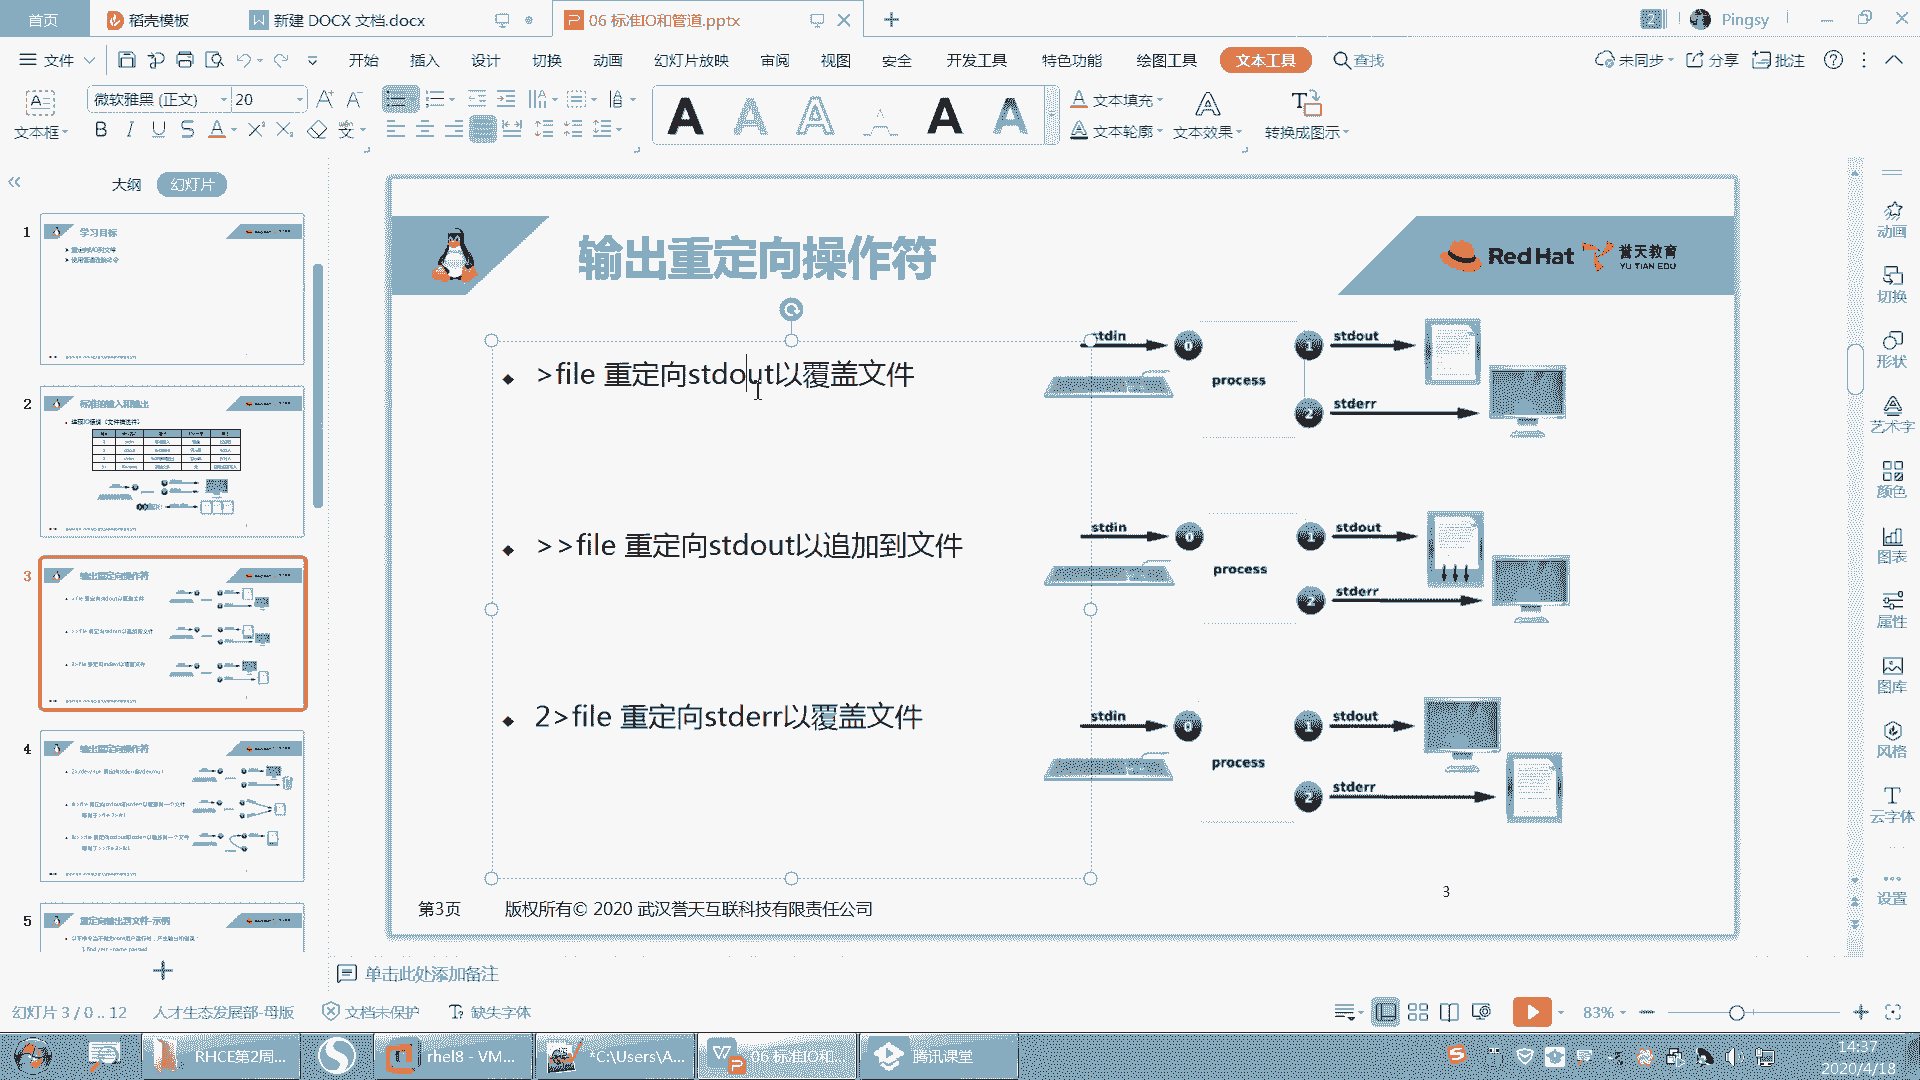 首页
稻壳模板
新建 DOCX 文档.docx
06 标准IO和管道.pptx
2
Pingsy
文件
开始
插入
设计
切换
动画
幻灯片放映
审阅
视图
安全
开发工具
特色功能
绘图工具
文本工具
查找
未同步
分享
批注
文本框
微软雅黑 (正文)
20
文本填充
文本轮廓
文本效果
转换成图示
大纲
幻灯片
1
学习目标
2
标准的输入和输出
3
输出重定向操作符
4
输出重定向操作符
5
重定向输出到文件-示例
输出重定向操作符
Red Hat
誉天教育
YU TIAN EDU
>file 重定向stdout以覆盖文件
stdin
0
process
1
stdout
2
stderr
>>file 重定向stdout以追加到文件
stdin
0
process
1
stdout
2
stderr
2>file 重定向stderr以覆盖文件
stdin
0
process
1
stdout
2
stderr
第3页
版权所有© 2020 武汉誉天互联科技有限责任公司
3
动画
切换
形状
艺术字
颜色
图表
属性
图库
风格
云字体
设置
单击此处添加备注
幻灯片 3 / 0 .. 12
人才生态发展部-母版
文档未保护
缺失字体
83%
RHCE第2周...
rhel8 - VM...
*C:\Users\A...
06 标准IO和...
腾讯课堂
14:37
2020/4/18